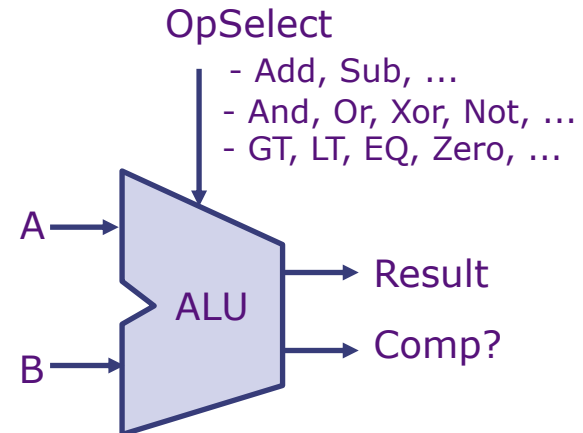 OpSelect
- Add, Sub, ...
- And, Or, Xor, Not, ...
- GT, LT, EQ, Zero, ...
A
ALU
Result
Comp?
B